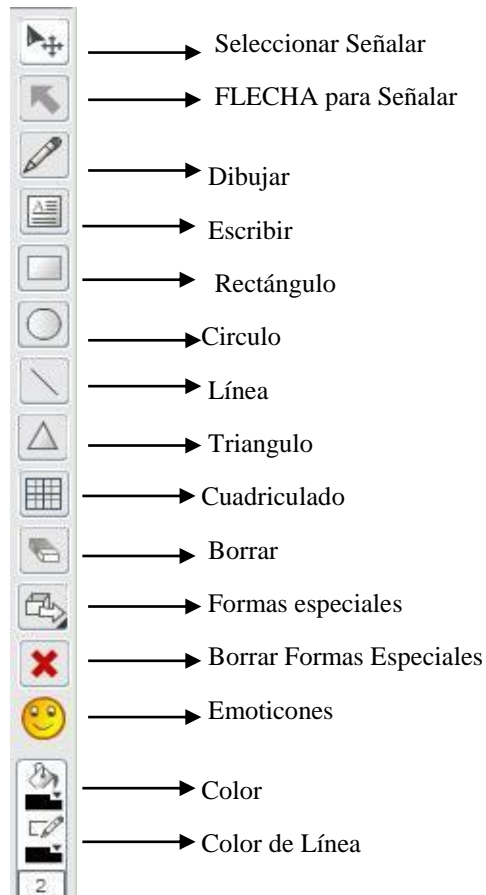 Seleccionar Señalar
FLECHA para Señalar
Dibujar
Escribir
Rectángulo
Circulo
Línea
Triangulo
Cuadriculado
Borrar
Formas especiales
Borrar Formas Especiales
Emoticones
Color
Color de Línea
2